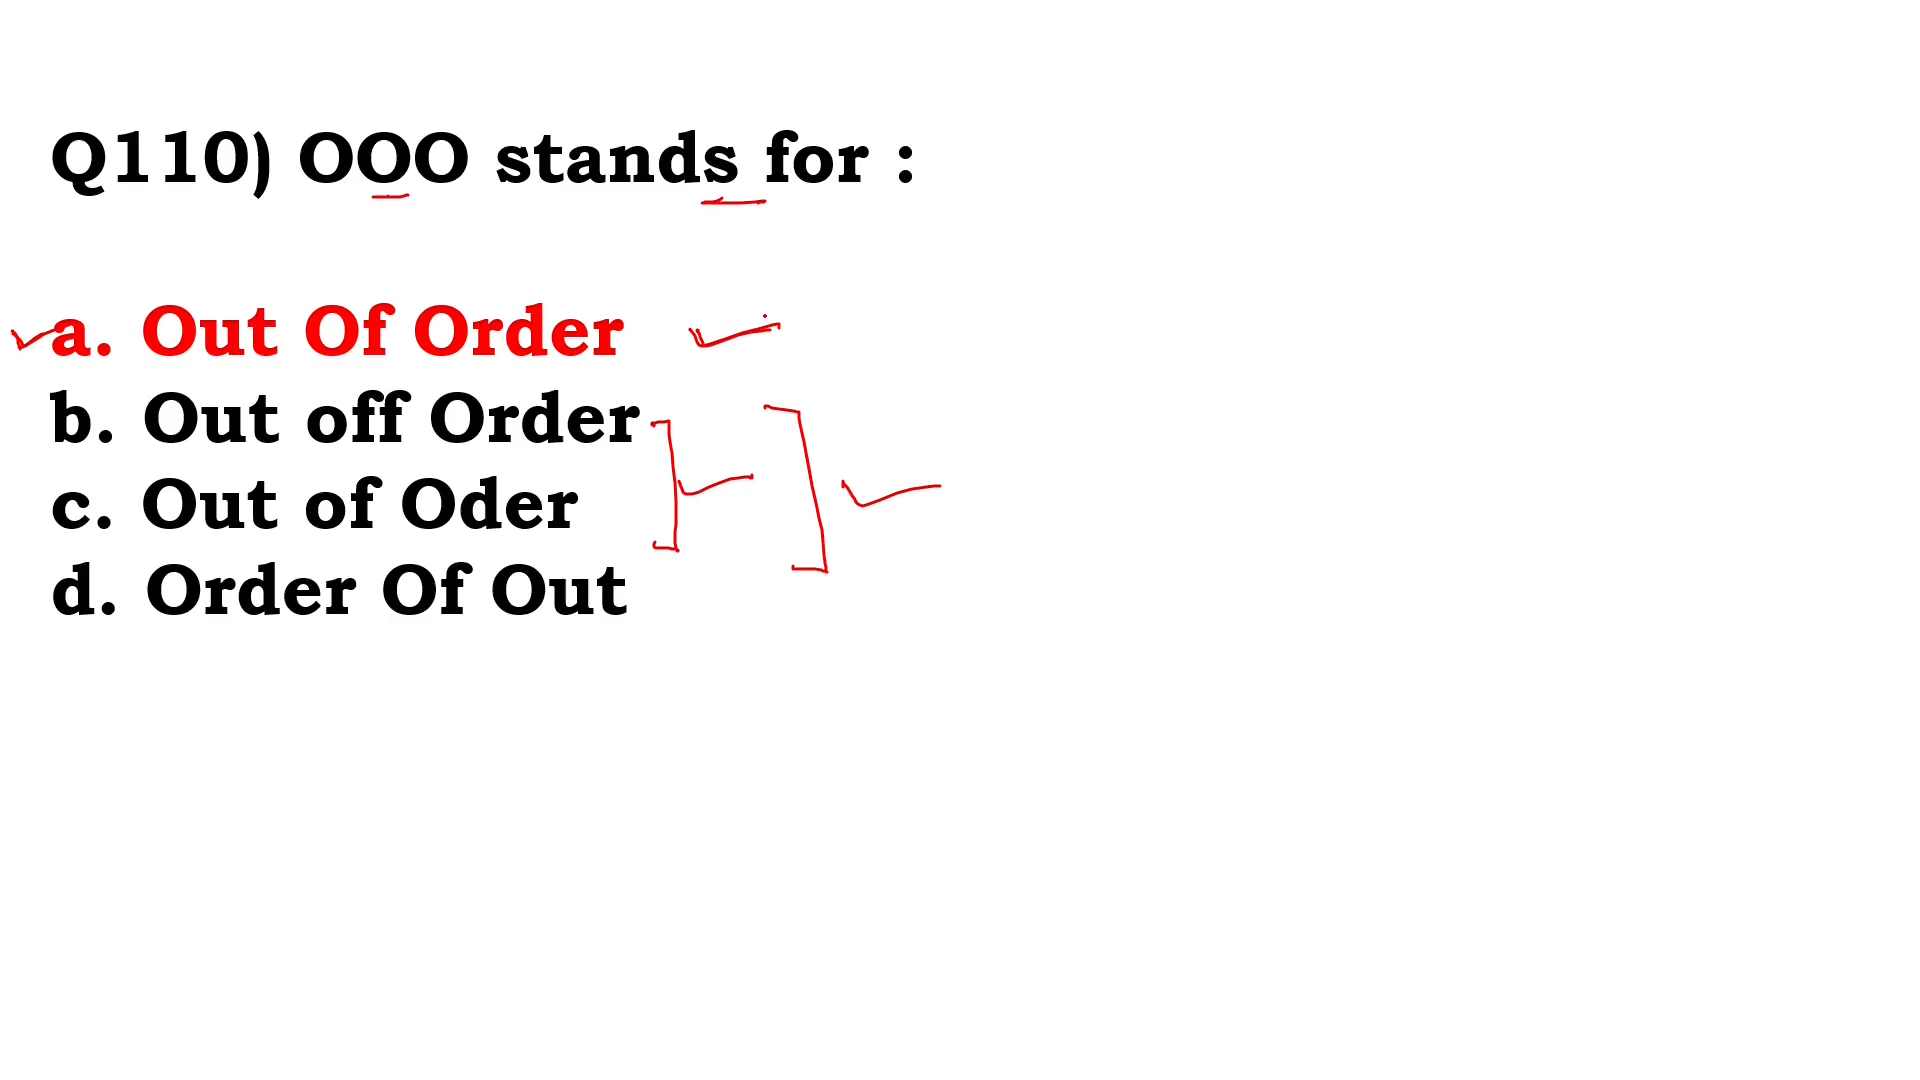 Q110) OOO stands for :
a. Out Of Order
b. Out off Order
c. Out of Oder
d. Order Of Out